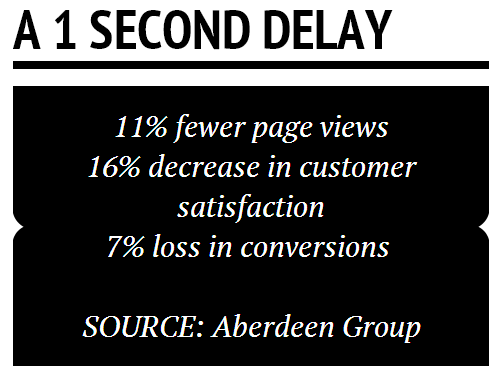 A 1 SECOND DELAY
11% fewer page views
16% decrease in customer
satisfaction
7% loss in conversions
SOURCE: Aberdeen Group